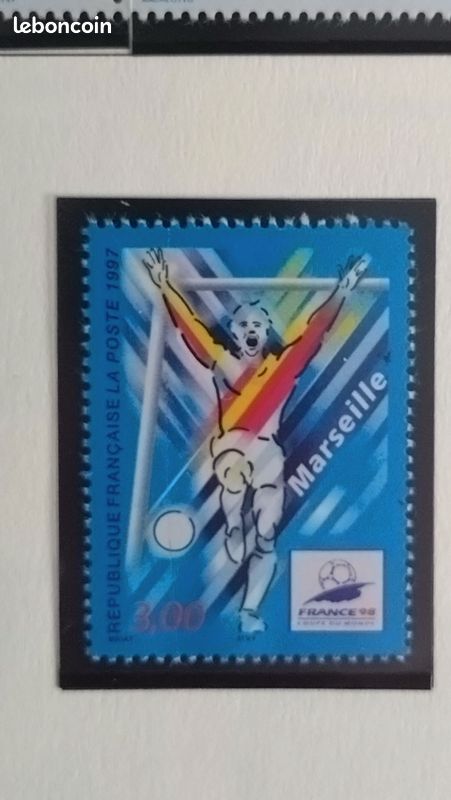 leboncoin
REPUBLIQUE FRANÇAISE LA POSTE 1997
Marseille
3,00
FRANCE 98
COUPE DU MONDE